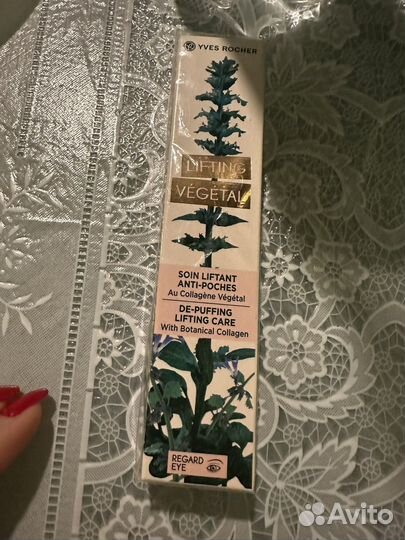 YVES ROCHER
LIFTING
VÉGÉTAL
SOIN LIFTANT
ANTI-POCHES
Au Collagène Végétal
DE-PUFFING
LIFTING CARE
With Botanical Collagen
REGARD
EYE
Avito